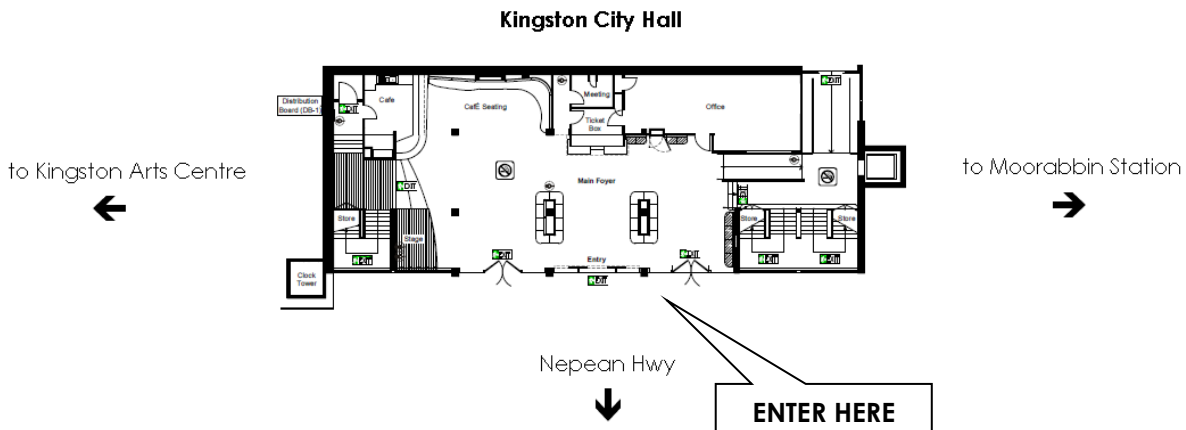 Kingston City Hall
Distribution
Board (DB-1)
Cafe
CafÉ Seating
Meeting
Ticket
Box
Office
to Kingston Arts Centre
to Moorabbin Station
Main Foyer
Store
Stage
Store
Store
Entry
Clock
Tower
Nepean Hwy
ENTER HERE